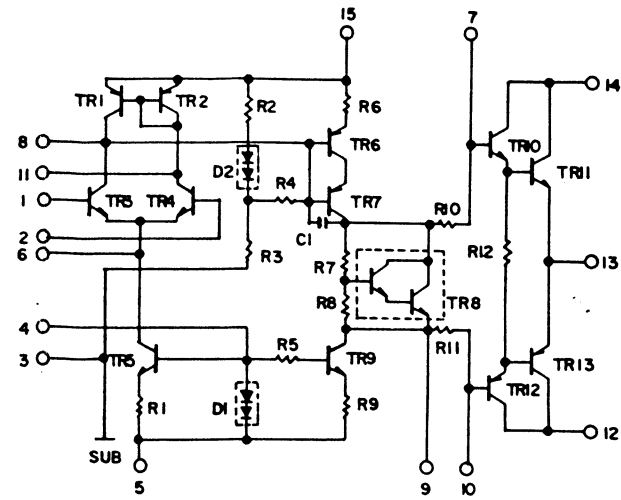 15 7
TR1 TR2 R2 R6 14
8 TR6 TR10 TR11
11 D2
1 TR3 TR4 R4 TR7 R10
2 C1 R12
6 R3 R7 13
4 R8 TR8
3 TR5 R5 TR9 R11 TR13
R1 D1 R9 TR12
SUB 12
5 9 10